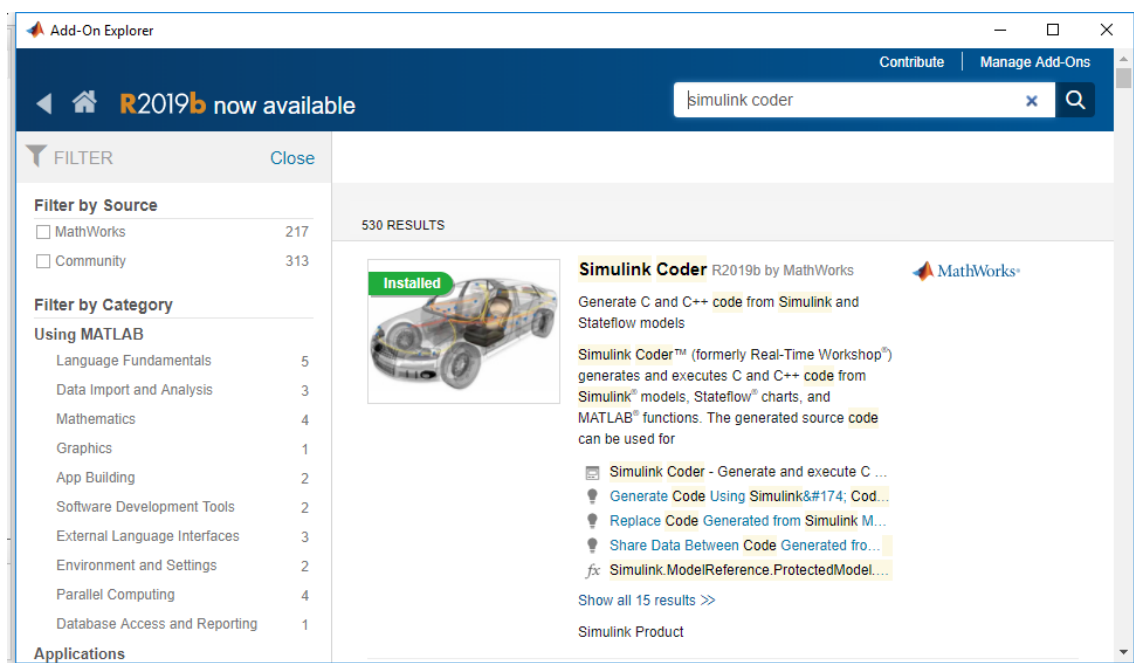 Add-On Explorer
Contribute Manage Add-Ons
R2019b now available
simulink coder
FILTER Close
Filter by Source
MathWorks 217
Community 313
Filter by Category
Using MATLAB
Language Fundamentals 5
Data Import and Analysis 3
Mathematics 4
Graphics 1
App Building 2
Software Development Tools 2
External Language Interfaces 3
Environment and Settings 2
Parallel Computing 4
Database Access and Reporting 1
Applications
530 RESULTS
Installed
Simulink Coder R2019b by MathWorks
MathWorks®
Generate C and C++ code from Simulink and
Stateflow models
Simulink Coder™ (formerly Real-Time Workshop®)
generates and executes C and C++ code from
Simulink® models, Stateflow® charts, and
MATLAB® functions. The generated source code
can be used for
Simulink Coder - Generate and execute C ...
Generate Code Using Simulink&#174; Cod...
Replace Code Generated from Simulink M...
Share Data Between Code Generated fro...
fx Simulink.ModelReference.ProtectedModel....
Show all 15 results >>
Simulink Product